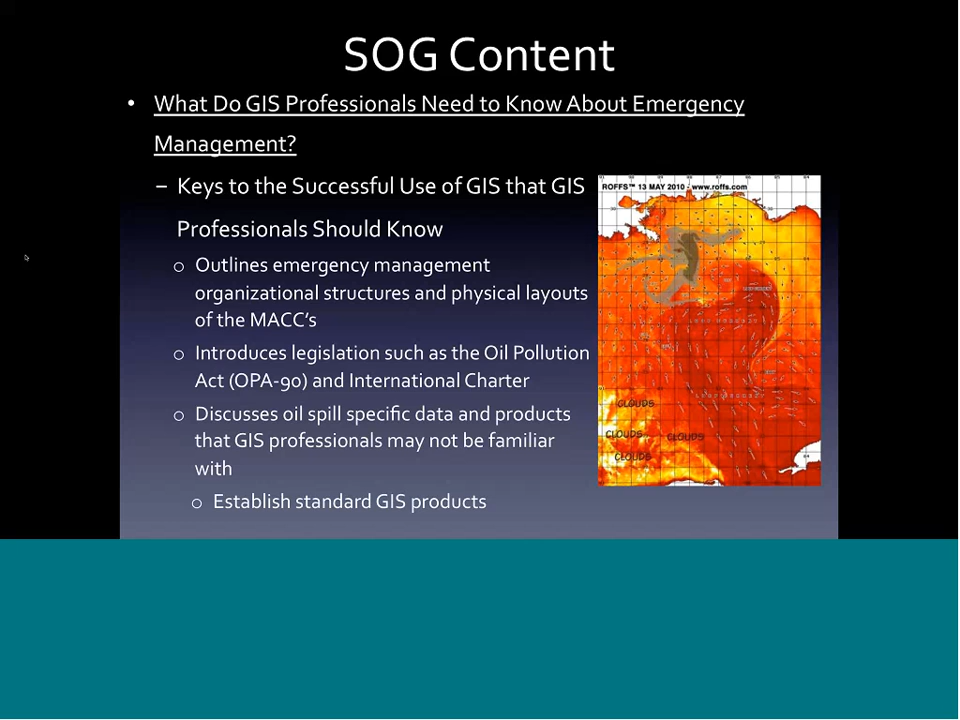 SOG Content
• What Do GIS Professionals Need to Know About Emergency
Management?
– Keys to the Successful Use of GIS that GIS
Professionals Should Know
o Outlines emergency management
organizational structures and physical layouts
of the MACC's
o Introduces legislation such as the Oil Pollution
Act (OPA-90) and International Charter
o Discusses oil spill specific data and products
that GIS professionals may not be familiar
with
o Establish standard GIS products
ROFFS™ 13 MAY 2010 - www.roffs.com
CLOUDS
CLOUDS
CLOUDS
CLOUDS